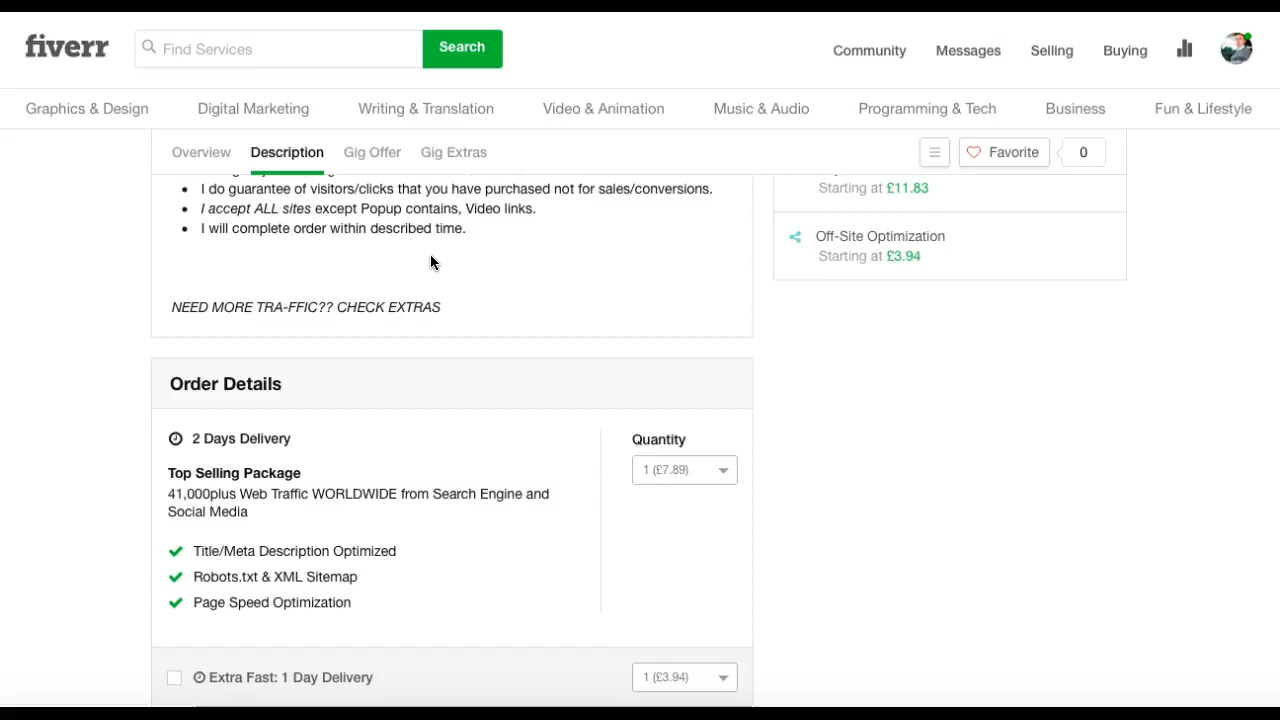 fiverr
Find Services
Search
Community
Messages
Selling
Buying
Graphics & Design
Digital Marketing
Writing & Translation
Video & Animation
Music & Audio
Programming & Tech
Business
Fun & Lifestyle
Overview
Description
Gig Offer
Gig Extras
Favorite
0
I do guarantee of visitors/clicks that you have purchased not for sales/conversions.
I accept ALL sites except Popup contains, Video links.
I will complete order within described time.
NEED MORE TRA-FFIC?? CHECK EXTRAS
Starting at £11.83
Off-Site Optimization
Starting at £3.94
Order Details
2 Days Delivery
Quantity
1 (£7.89)
Top Selling Package
41,000plus Web Traffic WORLDWIDE from Search Engine and
Social Media
Title/Meta Description Optimized
Robots.txt & XML Sitemap
Page Speed Optimization
Extra Fast: 1 Day Delivery
1 (£3.94)